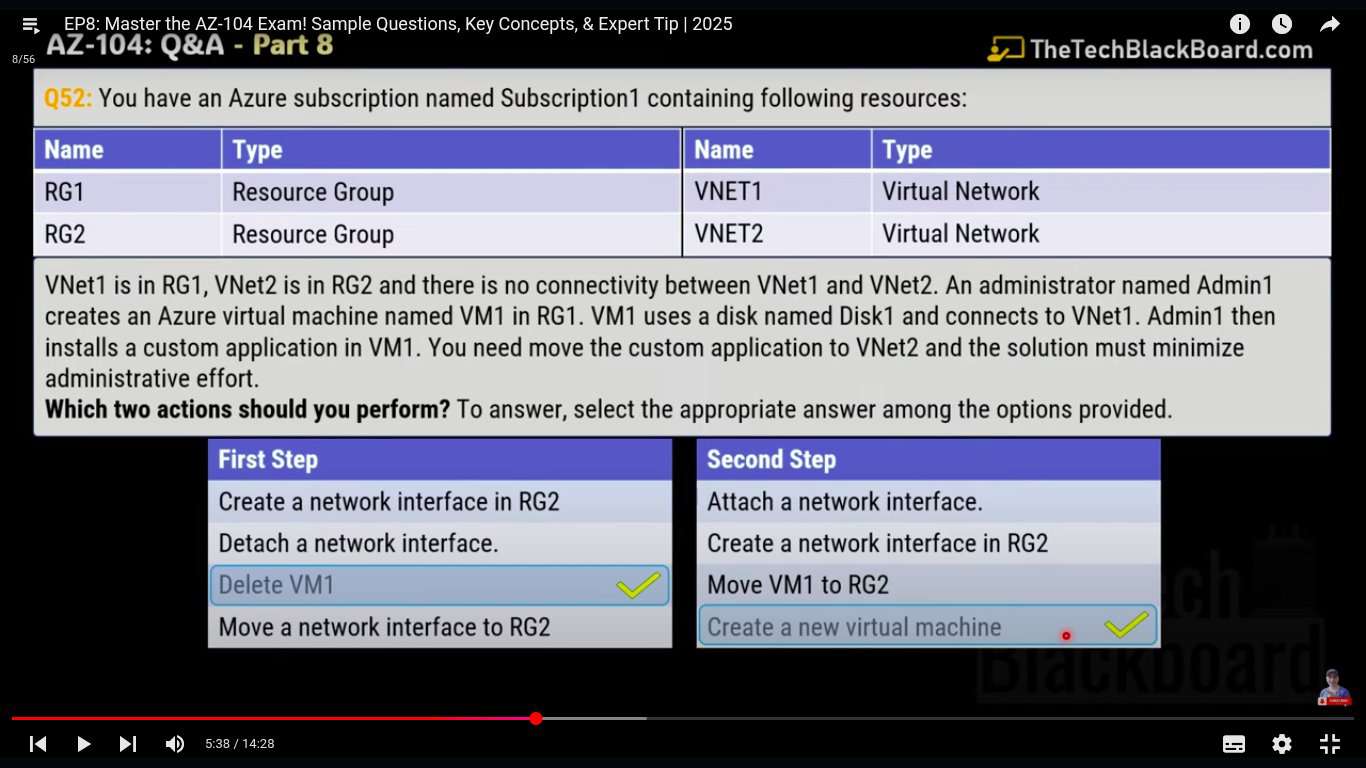 EP8: Master the AZ-104 Exam! Sample Questions, Key Concepts, & Expert Tip | 2025
8/56
AZ-104: Q&A - Part 8
TheTechBlackBoard.com
Q52: You have an Azure subscription named Subscription1 containing following resources:
Name Type Name Type
RG1 Resource Group VNET1 Virtual Network
RG2 Resource Group VNET2 Virtual Network
VNet1 is in RG1, VNet2 is in RG2 and there is no connectivity between VNet1 and VNet2. An administrator named Admin1
creates an Azure virtual machine named VM1 in RG1. VM1 uses a disk named Disk1 and connects to VNet1. Admin1 then
installs a custom application in VM1. You need move the custom application to VNet2 and the solution must minimize
administrative effort.
Which two actions should you perform? To answer, select the appropriate answer among the options provided.
First Step Second Step
Create a network interface in RG2 Attach a network interface.
Detach a network interface. Create a network interface in RG2
Delete VM1 Move VM1 to RG2
Move a network interface to RG2 Create a new virtual machine
Blackboard
5:38 / 14:28